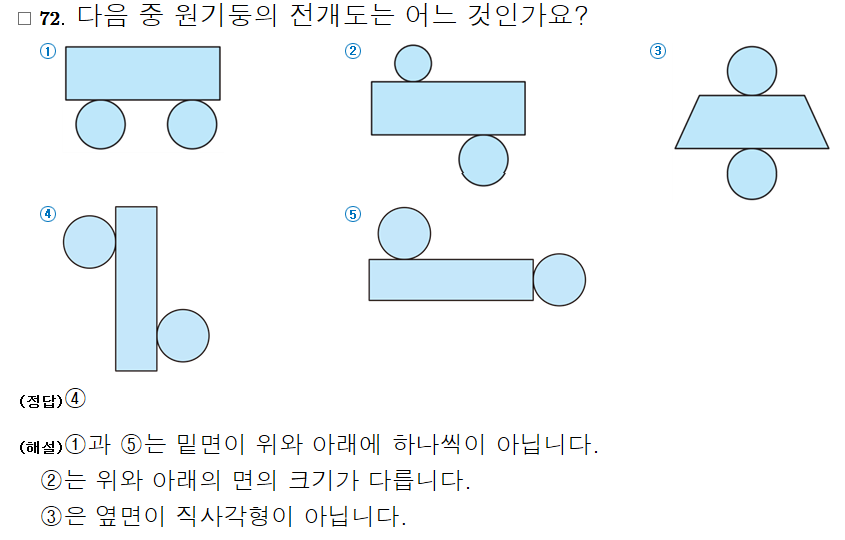 □ 72. 다음 중 원기둥의 전개도는 어느 것인가요?
① ② ③
④ ⑤
(정답)④
(해설)①과 ⑤는 밑면이 위와 아래에 하나씩이 아닙니다.
②는 위와 아래의 면의 크기가 다릅니다.
③은 옆면이 직사각형이 아닙니다.